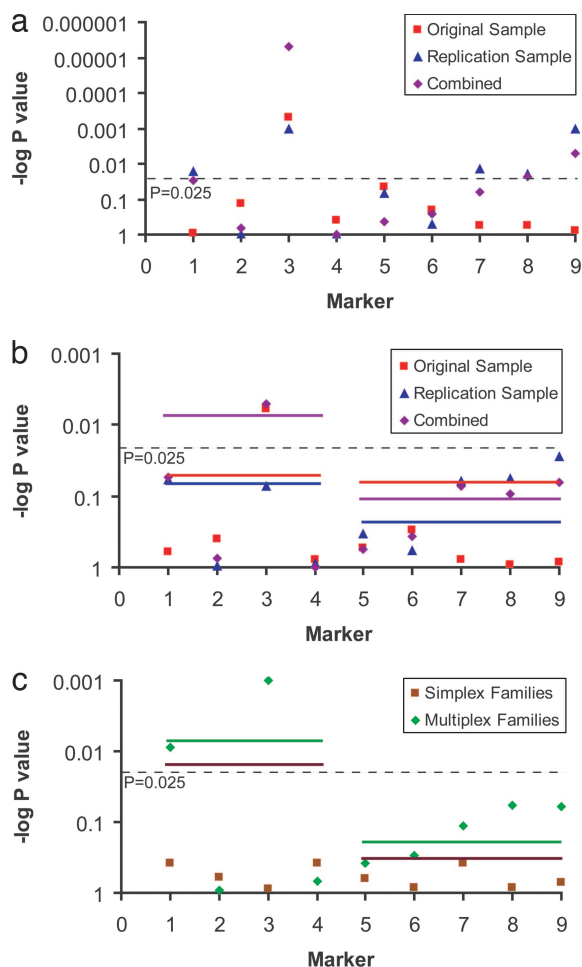 a
0.000001
0.00001
0.0001
0.001
0.01
0.1
1
-log P value
Original Sample
Replication Sample
Combined
P=0.025
0 1 2 3 4 5 6 7 8 9
Marker
b
0.001
0.01
0.1
1
-log P value
Original Sample
Replication Sample
Combined
P=0.025
0 1 2 3 4 5 6 7 8 9
Marker
c
0.001
0.01
0.1
1
-log P value
Simplex Families
Multiplex Families
P=0.025
0 1 2 3 4 5 6 7 8 9
Marker